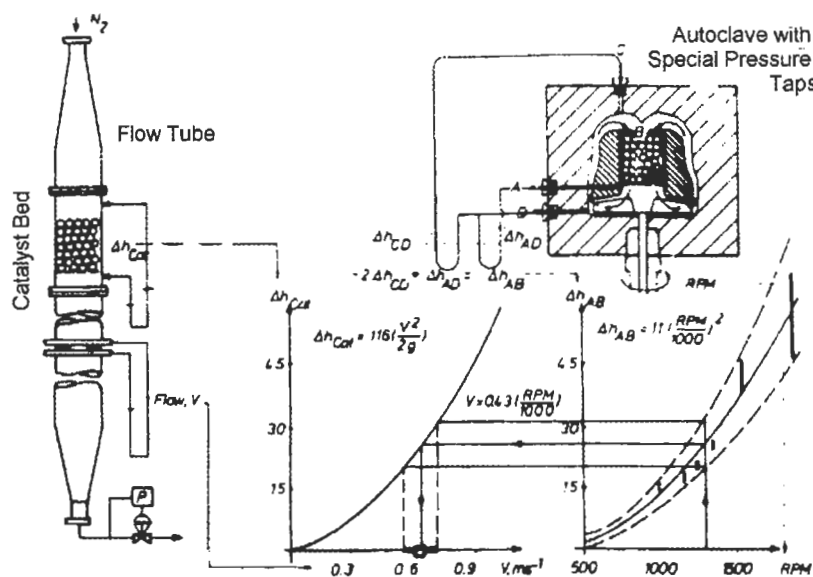 N2
Autoclave with
Special Pressure
Taps
Flow Tube
Catalyst Bed
C
B
A
D
Δh_Cat
Δh_CD
Δh_AD
-2 Δh_CD + Δh_AD = Δh_AB
RPM
Δh_Cat
Δh_Cat = 116 (V²/2g)
Δh_AB
Δh_AB = 11 (RPM/1000)²
45
30
15
V = 0.43 (RPM/1000)
45
30
15
Flow, V
P
0.3 0.6 0.9 V, ms⁻¹
500 1000 1500 RPM